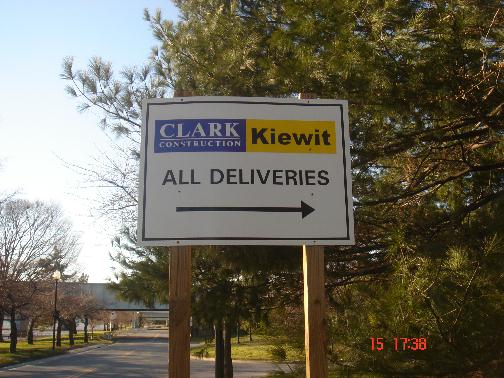 CLARK Kiewit
CONSTRUCTION
ALL DELIVERIES
15 17:38